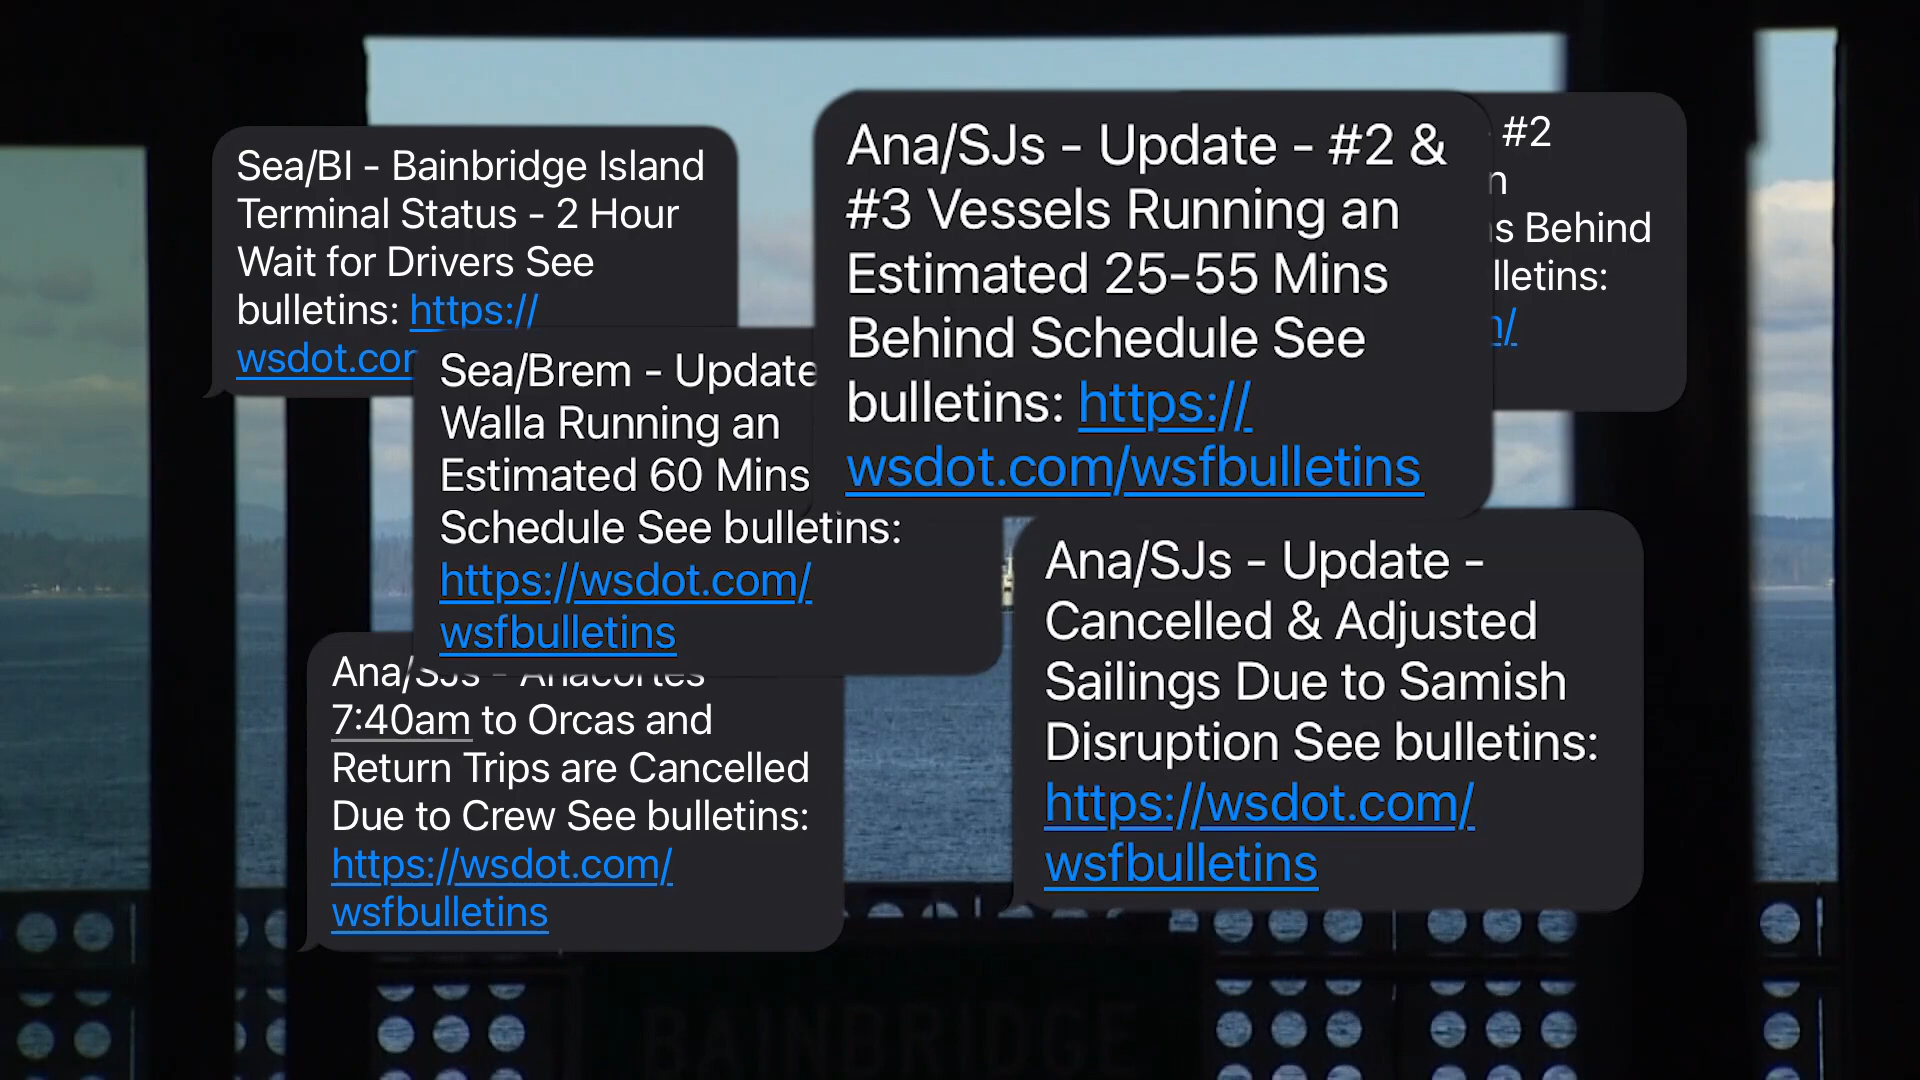 Sea/BI - Bainbridge Island
Terminal Status - 2 Hour
Wait for Drivers See
bulletins: https://
wsdot.com
Sea/Brem - Update
Walla Running an
Estimated 60 Mins
Schedule See bulletins:
https://wsdot.com/
wsfbulletins
Ana/SJs - Anacortes
7:40am to Orcas and
Return Trips are Cancelled
Due to Crew See bulletins:
https://wsdot.com/
wsfbulletins
Ana/SJs - Update - #2 &
#3 Vessels Running an
Estimated 25-55 Mins
Behind Schedule See
bulletins: https://
wsdot.com/wsfbulletins
#2
n
s Behind
lletins:
/
Ana/SJs - Update -
Cancelled & Adjusted
Sailings Due to Samish
Disruption See bulletins:
https://wsdot.com/
wsfbulletins
BAINBRIDGE